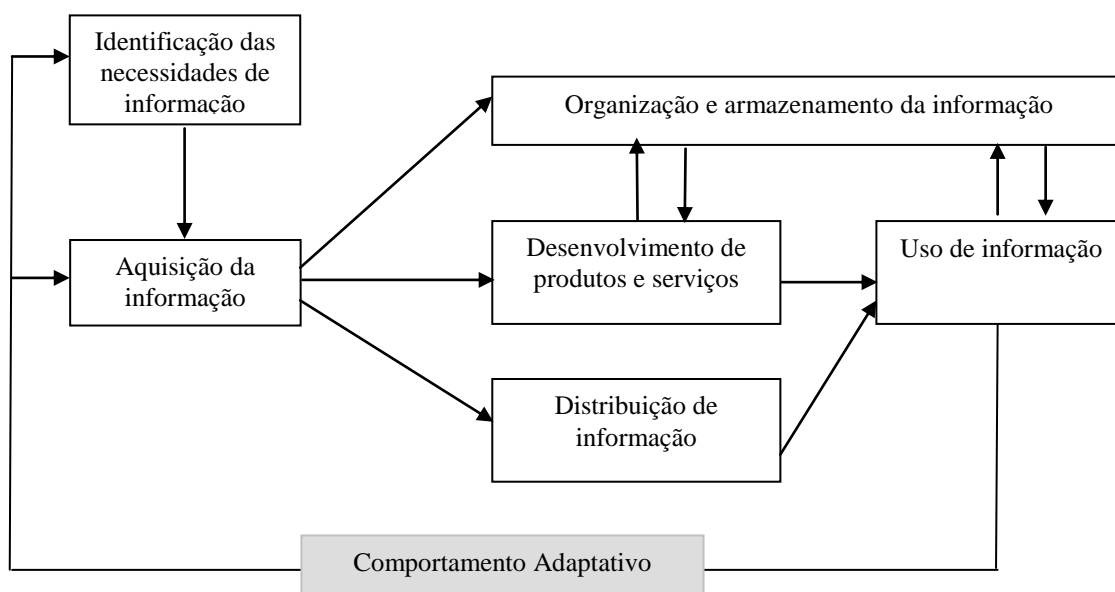 Identificação das
necessidades de
informação
Organização e armazenamento da informação
Aquisição da
informação
Desenvolvimento de
produtos e serviços
Uso de informação
Distribuição de
informação
Comportamento Adaptativo